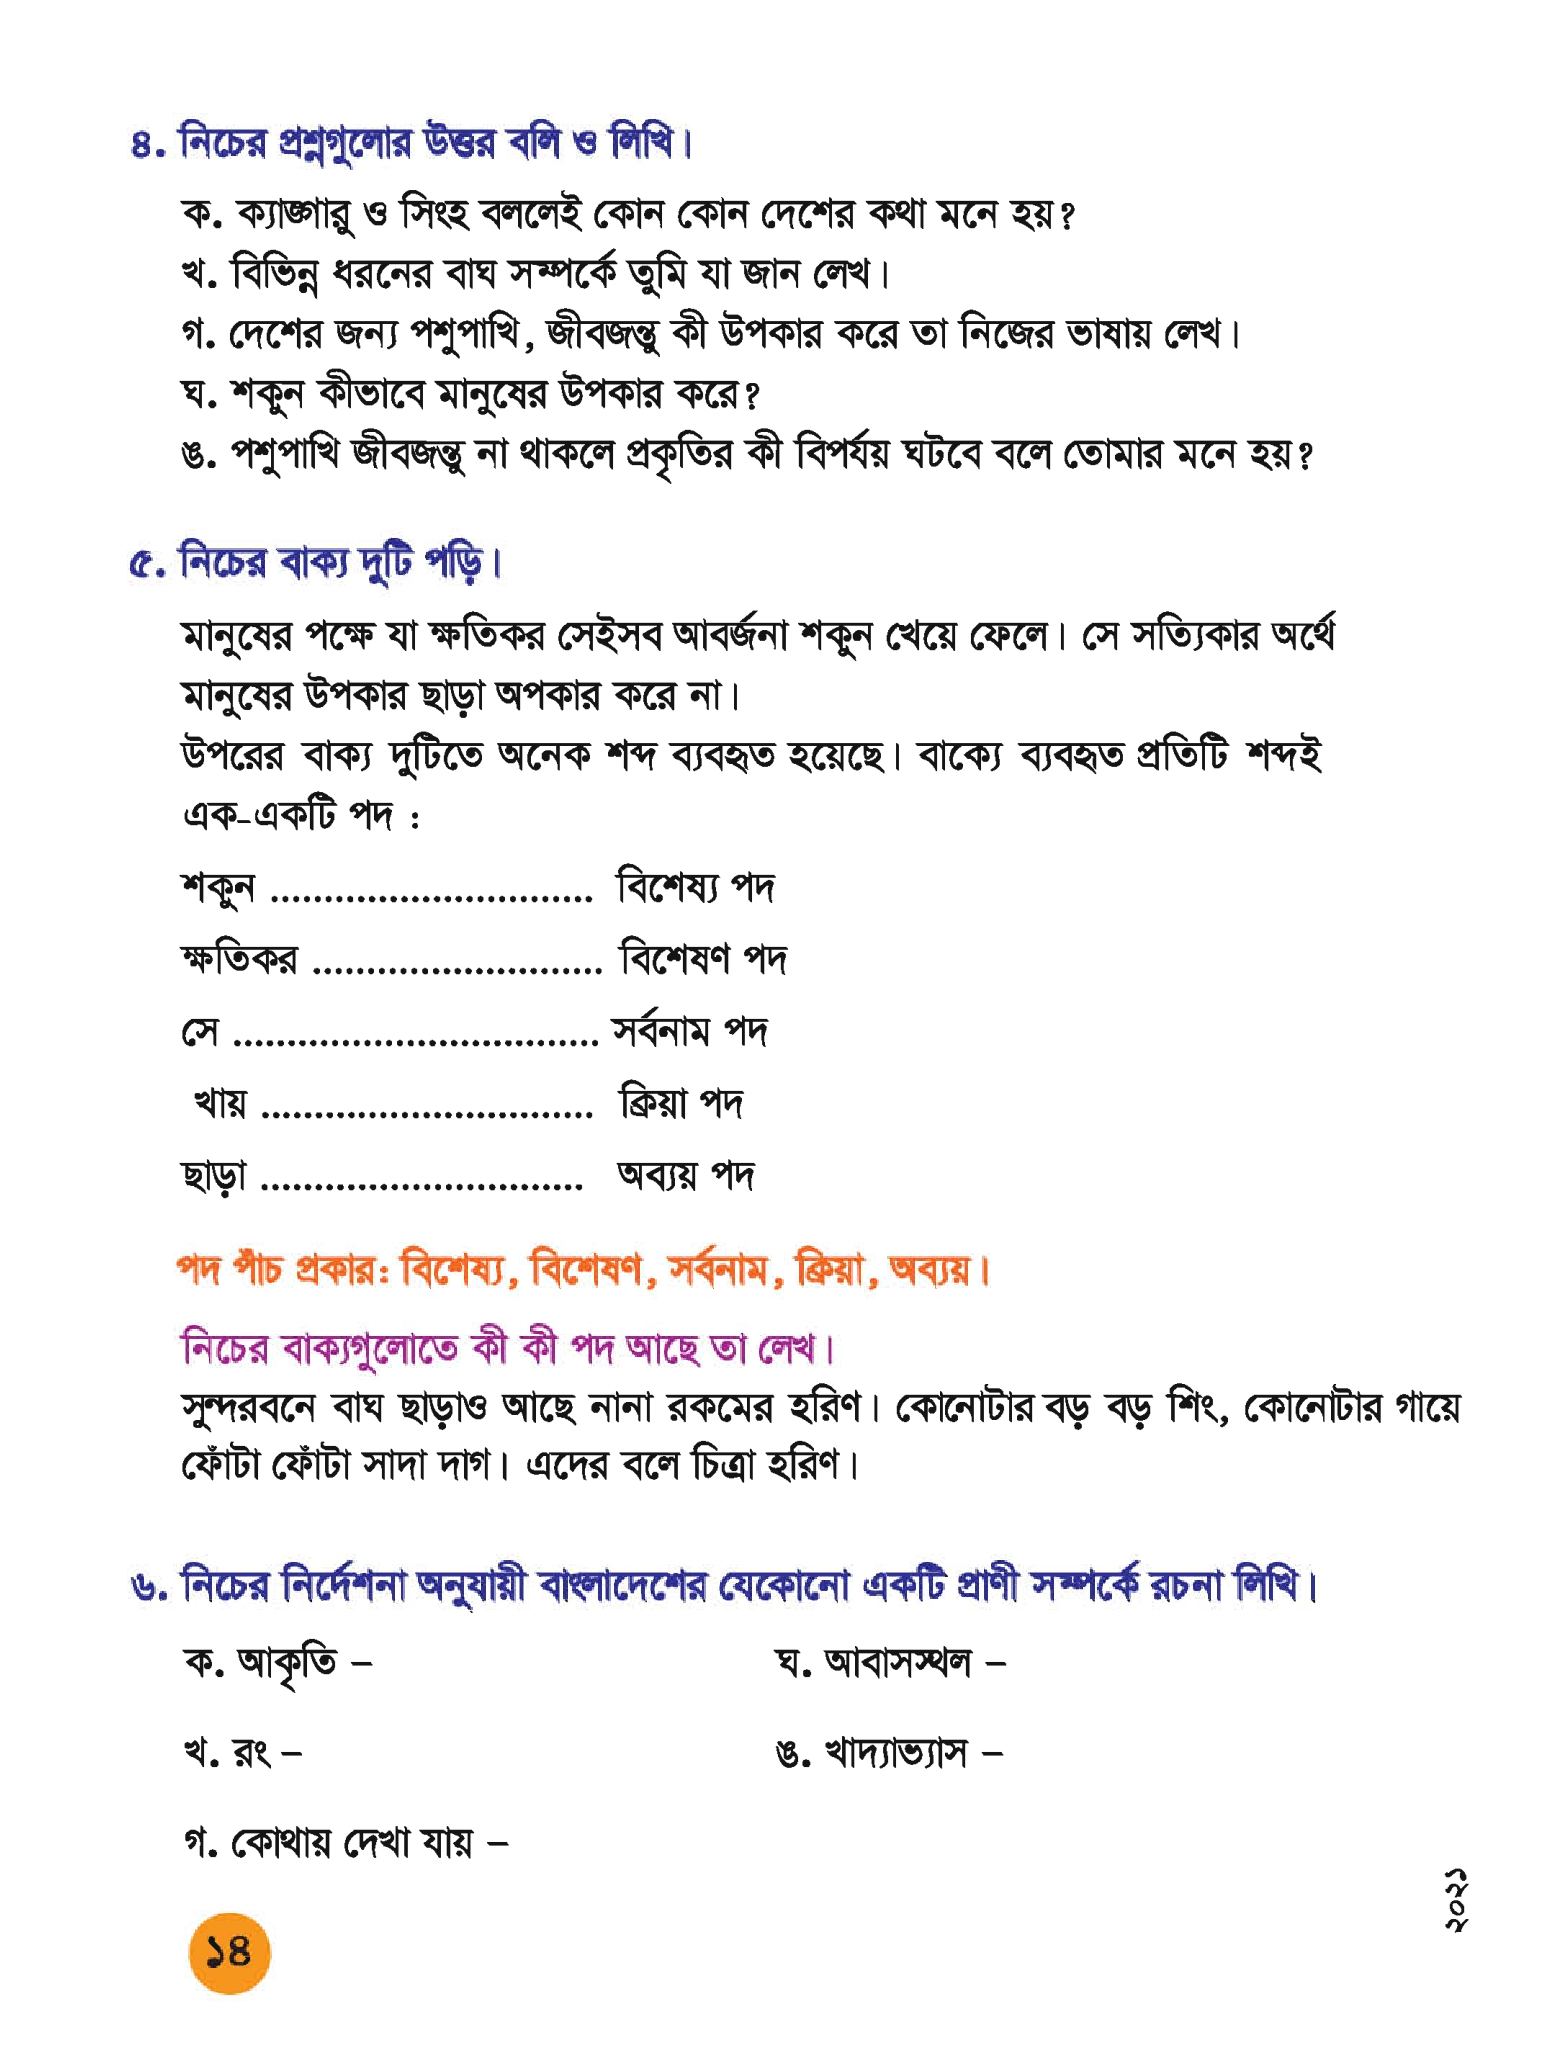 ৪. নিচের প্রশ্নগুলোর উত্তর বলি ও লিখি।
ক. ক্যাঙ্গারু ও সিংহ বললেই কোন কোন দেশের কথা মনে হয়?
খ. বিভিন্ন ধরনের বাঘ সম্পর্কে তুমি যা জান লেখ।
গ. দেশের জন্য পশুপাখি, জীবজন্তু কী উপকার করে তা নিজের ভাষায় লেখ।
ঘ. শকুন কীভাবে মানুষের উপকার করে?
ঙ. পশুপাখি জীবজন্তু না থাকলে প্রকৃতির কী বিপর্যয় ঘটবে বলে তোমার মনে হয়?
৫. নিচের বাক্য দুটি পড়ি।
মানুষের পক্ষে যা ক্ষতিকর সেইসব আবর্জনা শকুন খেয়ে ফেলে। সে সত্যিকার অর্থে
মানুষের উপকার ছাড়া অপকার করে না।
উপরের বাক্য দুটিতে অনেক শব্দ ব্যবহৃত হয়েছে। বাক্যে ব্যবহৃত প্রতিটি শব্দই
এক-একটি পদ :
শকুন .............................. বিশেষ্য পদ
ক্ষতিকর ........................... বিশেষণ পদ
সে .................................. সর্বনাম পদ
খায় ............................... ক্রিয়া পদ
ছাড়া .............................. অব্যয় পদ
পদ পাঁচ প্রকার: বিশেষ্য, বিশেষণ, সর্বনাম, ক্রিয়া, অব্যয়।
নিচের বাক্যগুলোতে কী কী পদ আছে তা লেখ।
সুন্দরবনে বাঘ ছাড়াও আছে নানা রকমের হরিণ। কোনোটার বড় বড় শিং, কোনোটার গায়ে
ফোঁটা ফোঁটা সাদা দাগ। এদের বলে চিত্রা হরিণ।
৬. নিচের নির্দেশনা অনুযায়ী বাংলাদেশের যেকোনো একটি প্রাণী সম্পর্কে রচনা লিখি।
ক. আকৃতি –
ঘ. আবাসস্থল –
খ. রং –
ঙ. খাদ্যাভ্যাস –
গ. কোথায় দেখা যায় –
১৪
২০২১